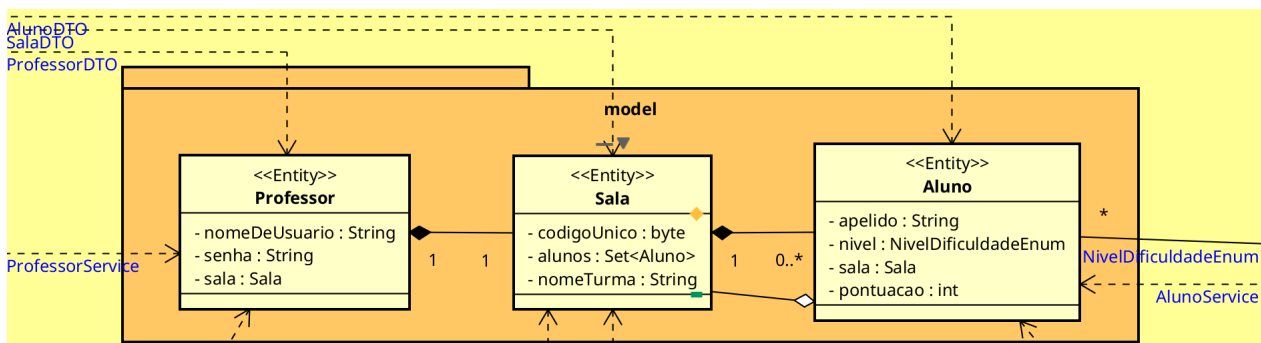 AlunoDTO
SalaDTO
ProfessorDTO
model
<<Entity>>
Professor
- nomeDeUsuario : String
- senha : String
- sala : Sala
<<Entity>>
Sala
- codigoUnico : byte
- alunos : Set<Aluno>
- nomeTurma : String
<<Entity>>
Aluno
- apelido : String
- nivel : NivelDificuldadeEnum
- sala : Sala
- pontuacao : int
1
1
1
0..*
*
ProfessorService
NivelDificuldadeEnum
AlunoService